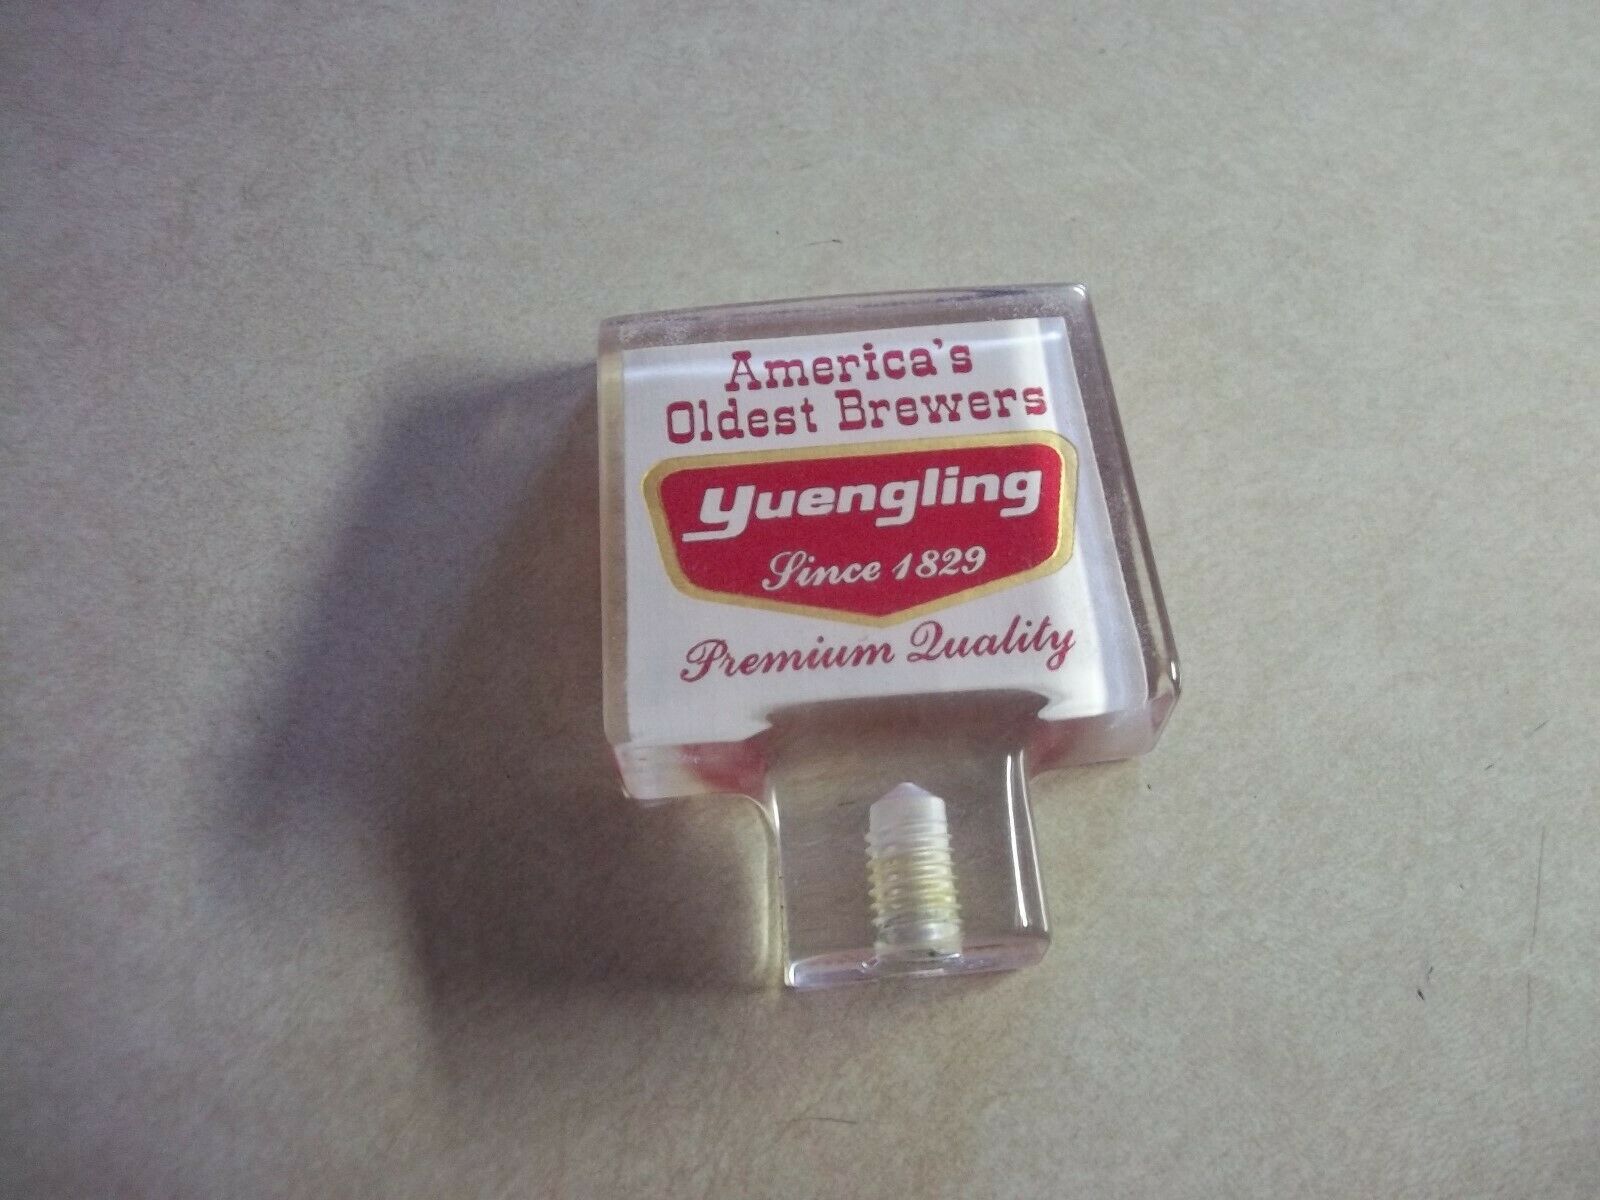 America's
Oldest Brewers
Yuengling
Since 1829
Premium Quality